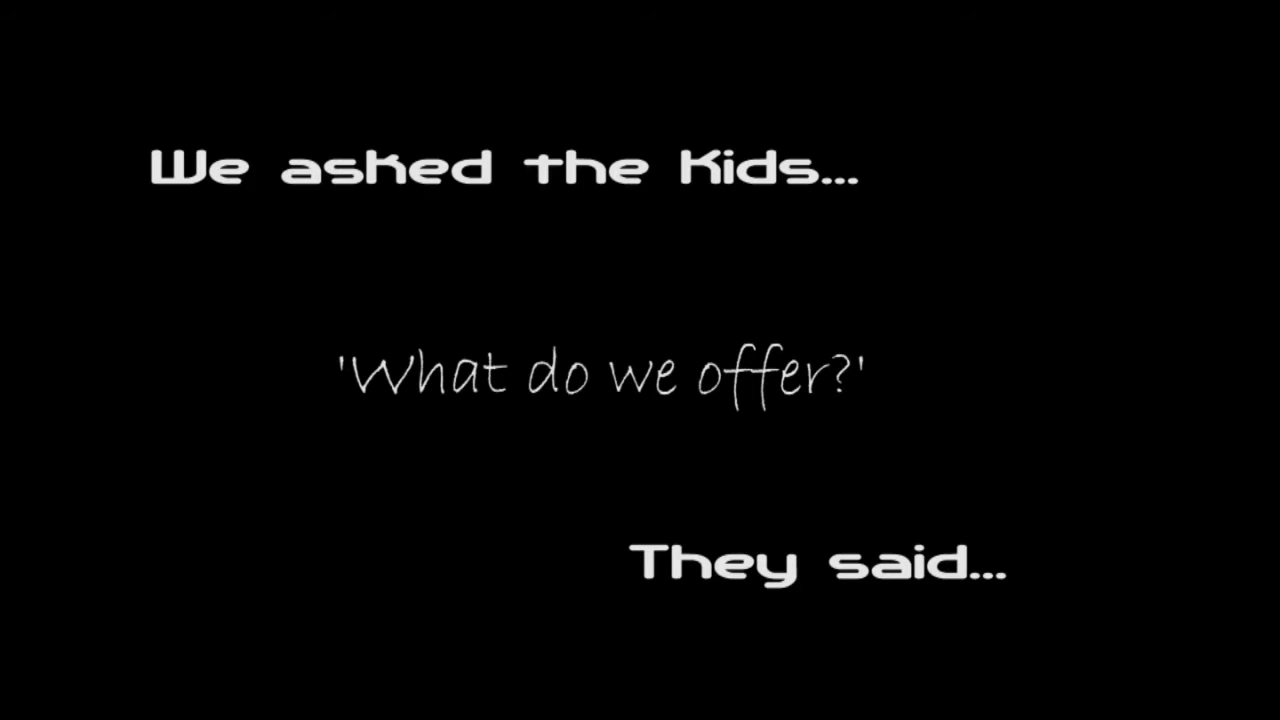 We asked the Kids...
'What do we offer?'
They said...